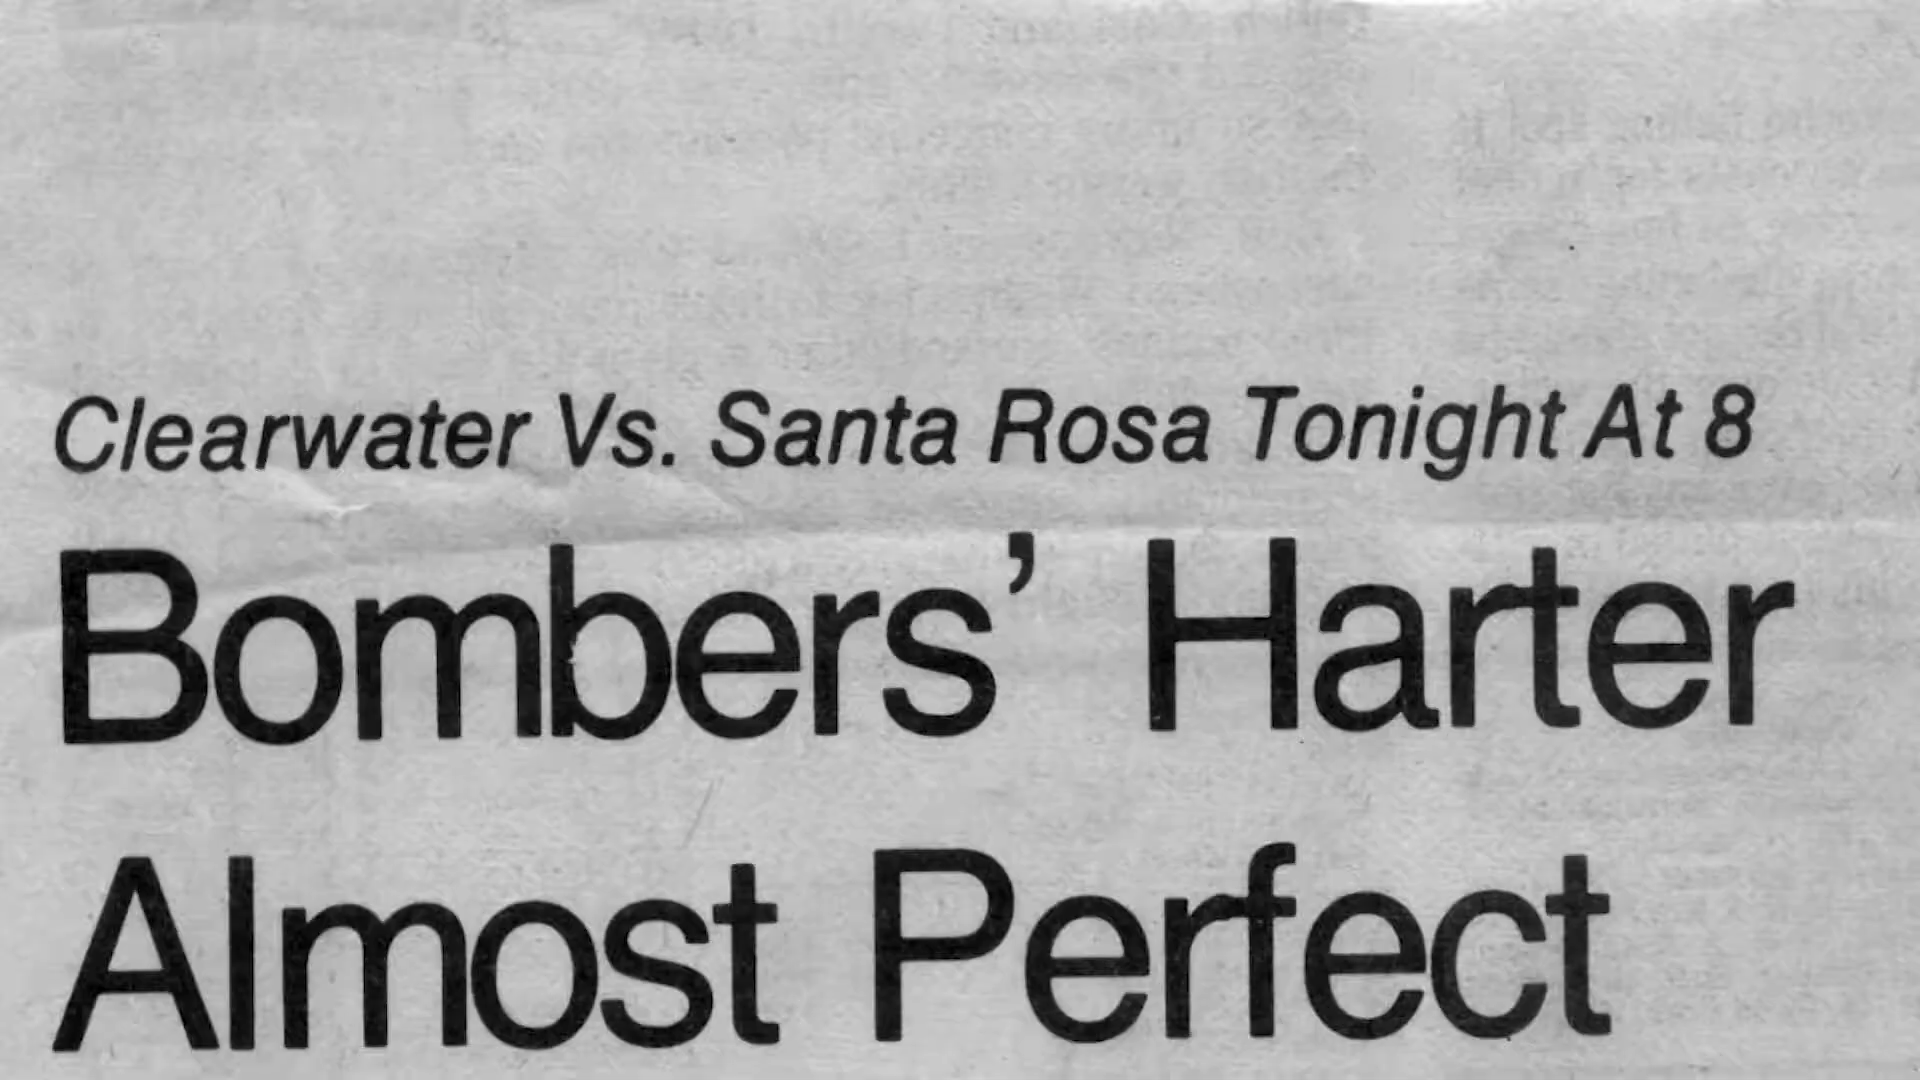 Clearwater Vs. Santa Rosa Tonight At 8
Bombers’ Harter
Almost Perfect